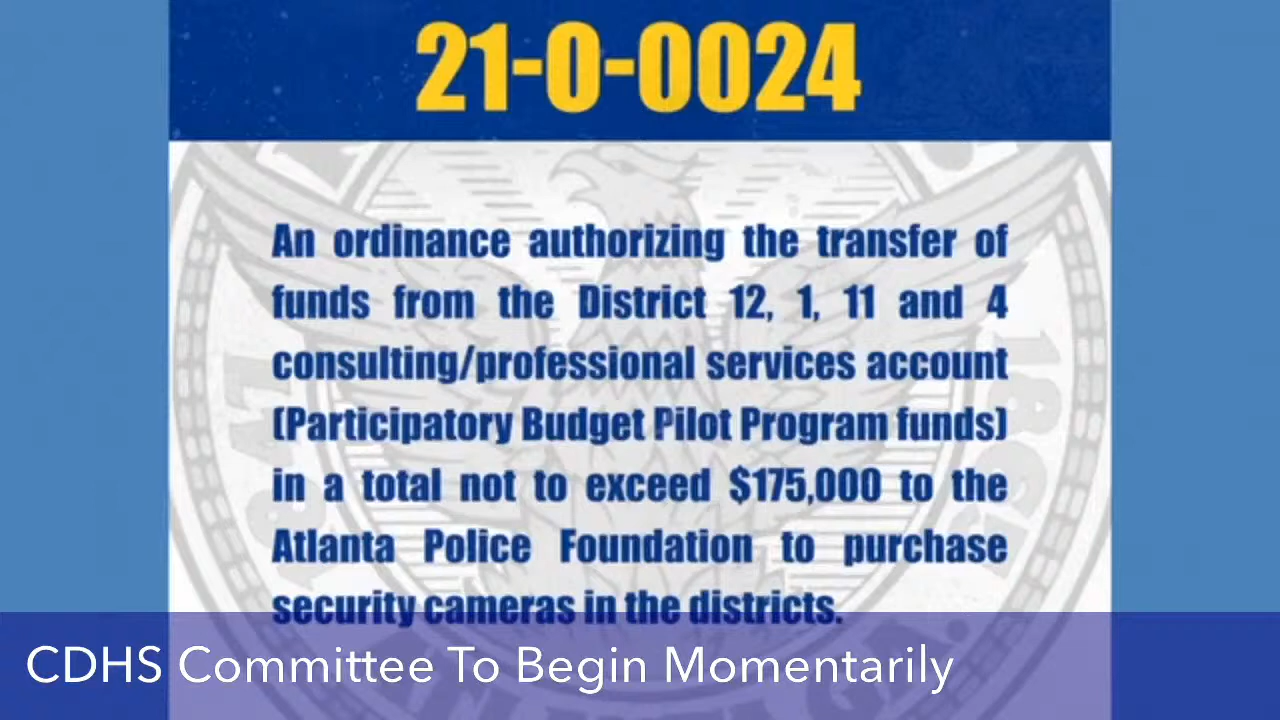 21-O-0024
An ordinance authorizing the transfer of
funds from the District 12, 1, 11 and 4
consulting/professional services account
(Participatory Budget Pilot Program funds)
in a total not to exceed $175,000 to the
Atlanta Police Foundation to purchase
security cameras in the districts.
CDHS Committee To Begin Momentarily
1847
1865